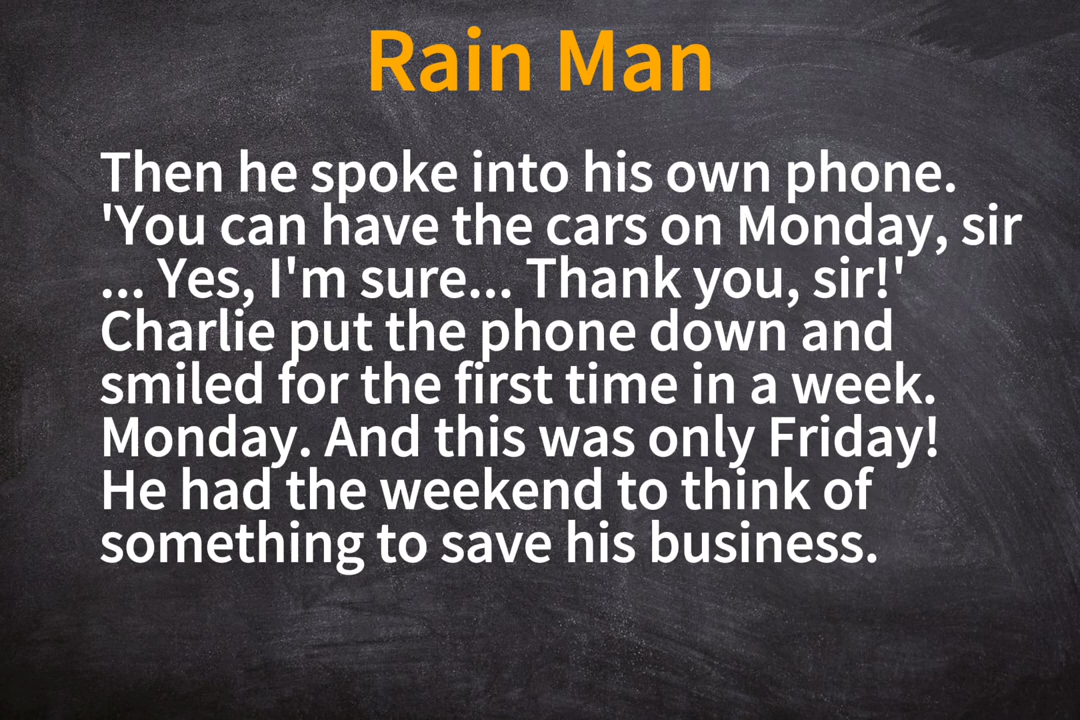 Rain Man
Then he spoke into his own phone.
'You can have the cars on Monday, sir
... Yes, I'm sure... Thank you, sir!'
Charlie put the phone down and
smiled for the first time in a week.
Monday. And this was only Friday!
He had the weekend to think of
something to save his business.